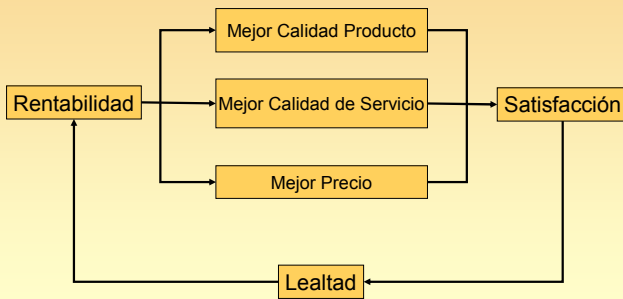 Mejor Calidad Producto
Rentabilidad
Mejor Calidad de Servicio
Satisfacción
Mejor Precio
Lealtad